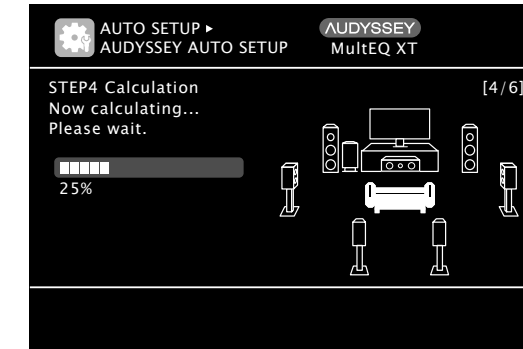 AUTO SETUP ▸
AUDYSSEY AUTO SETUP
AUDYSSEY
MultEQ XT
STEP4 Calculation
[4/6]
Now calculating...
Please wait.
25%